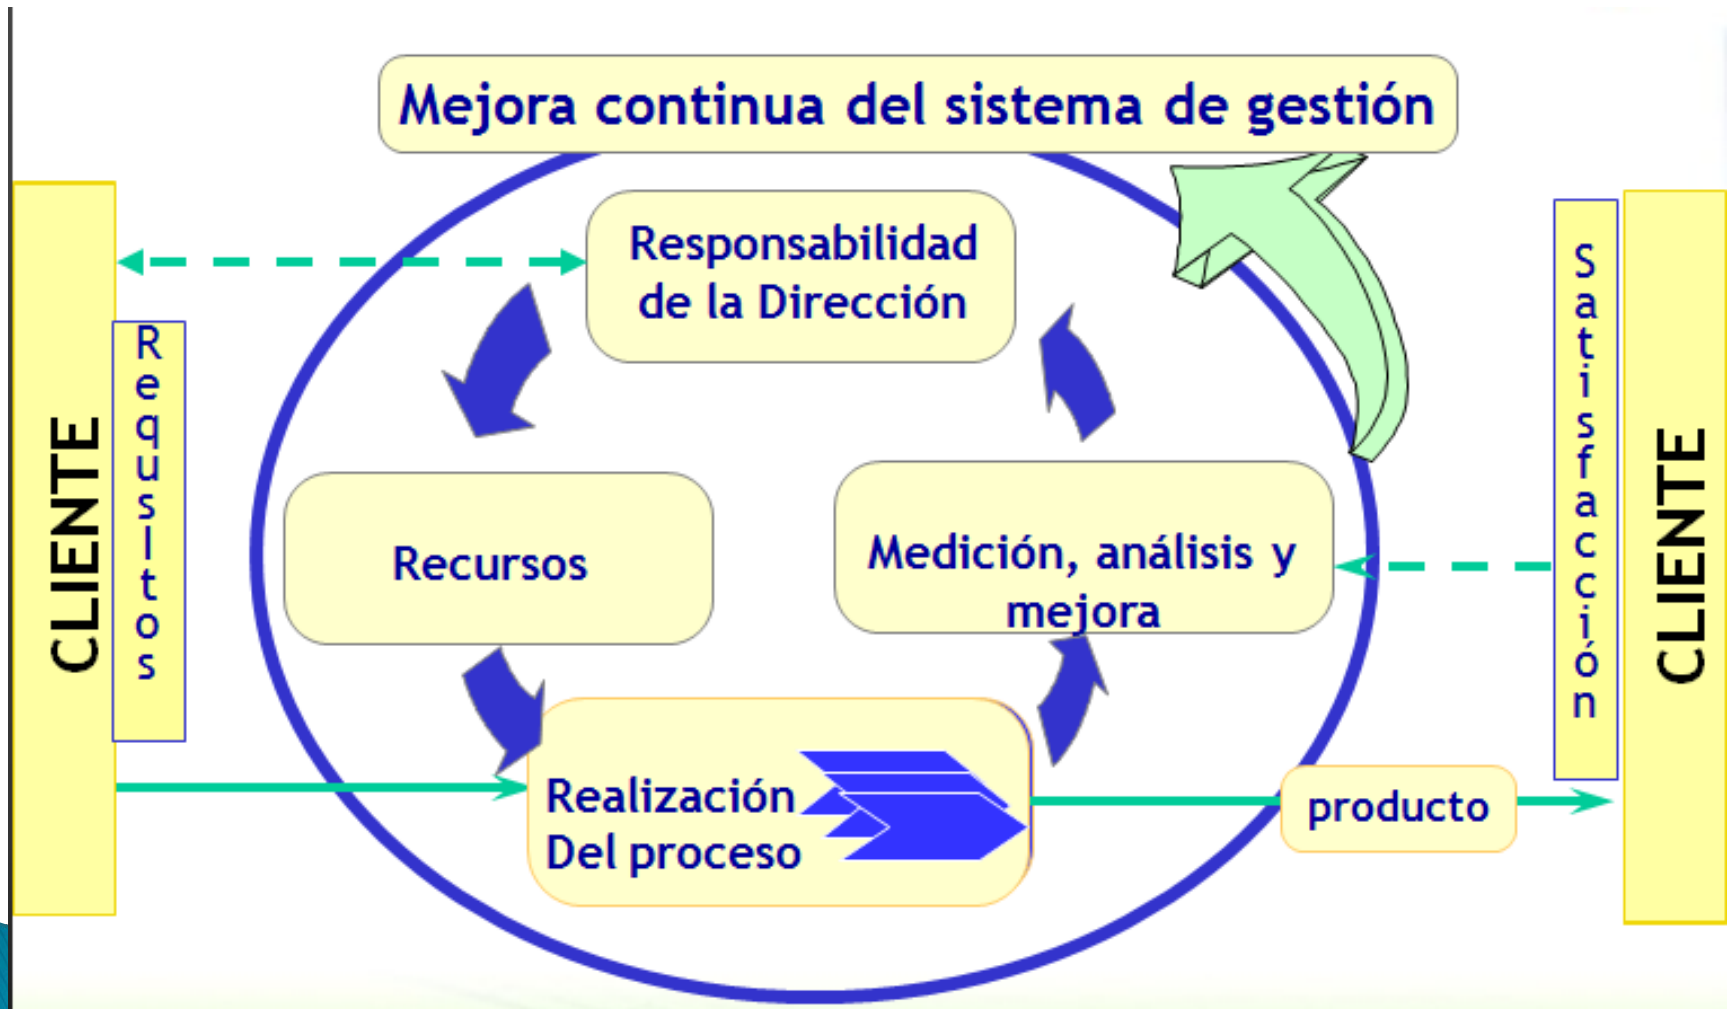 Mejora continua del sistema de gestión
CLIENTE
RequsItos
Responsabilidad
de la Dirección
Recursos
Medición, análisis y
mejora
Realización
Del proceso
producto
Satisfacción
CLIENTE